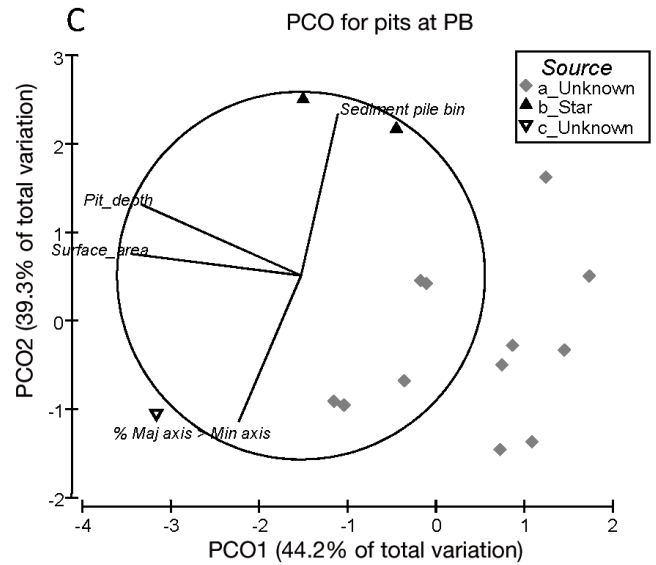 C
PCO for pits at PB
Source
a_Unknown
b_Star
c_Unknown
3
2
1
0
-1
-2
PCO2 (39.3% of total variation)
Sediment pile bin
Pit_depth
Surface_area
% Maj axis > Min axis
-4 -3 -2 -1 0 1 2
PCO1 (44.2% of total variation)